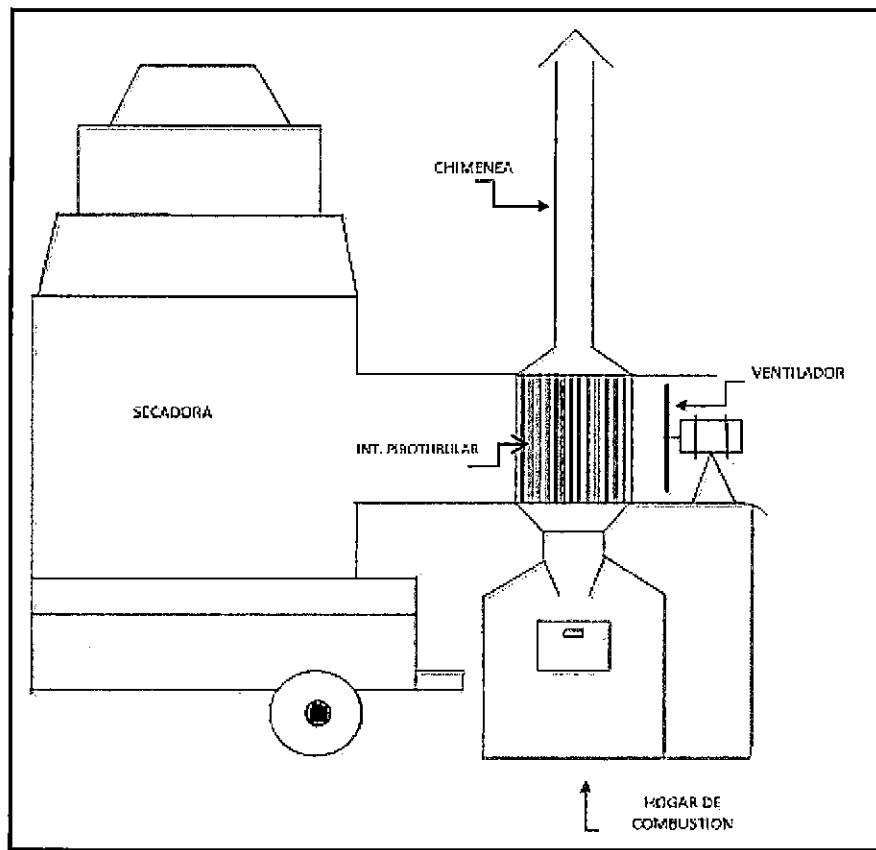 CHIMENEA
VENTILADOR
SECADORA
INT. PIROTUBULAR
HOGAR DE
COMBUSTION